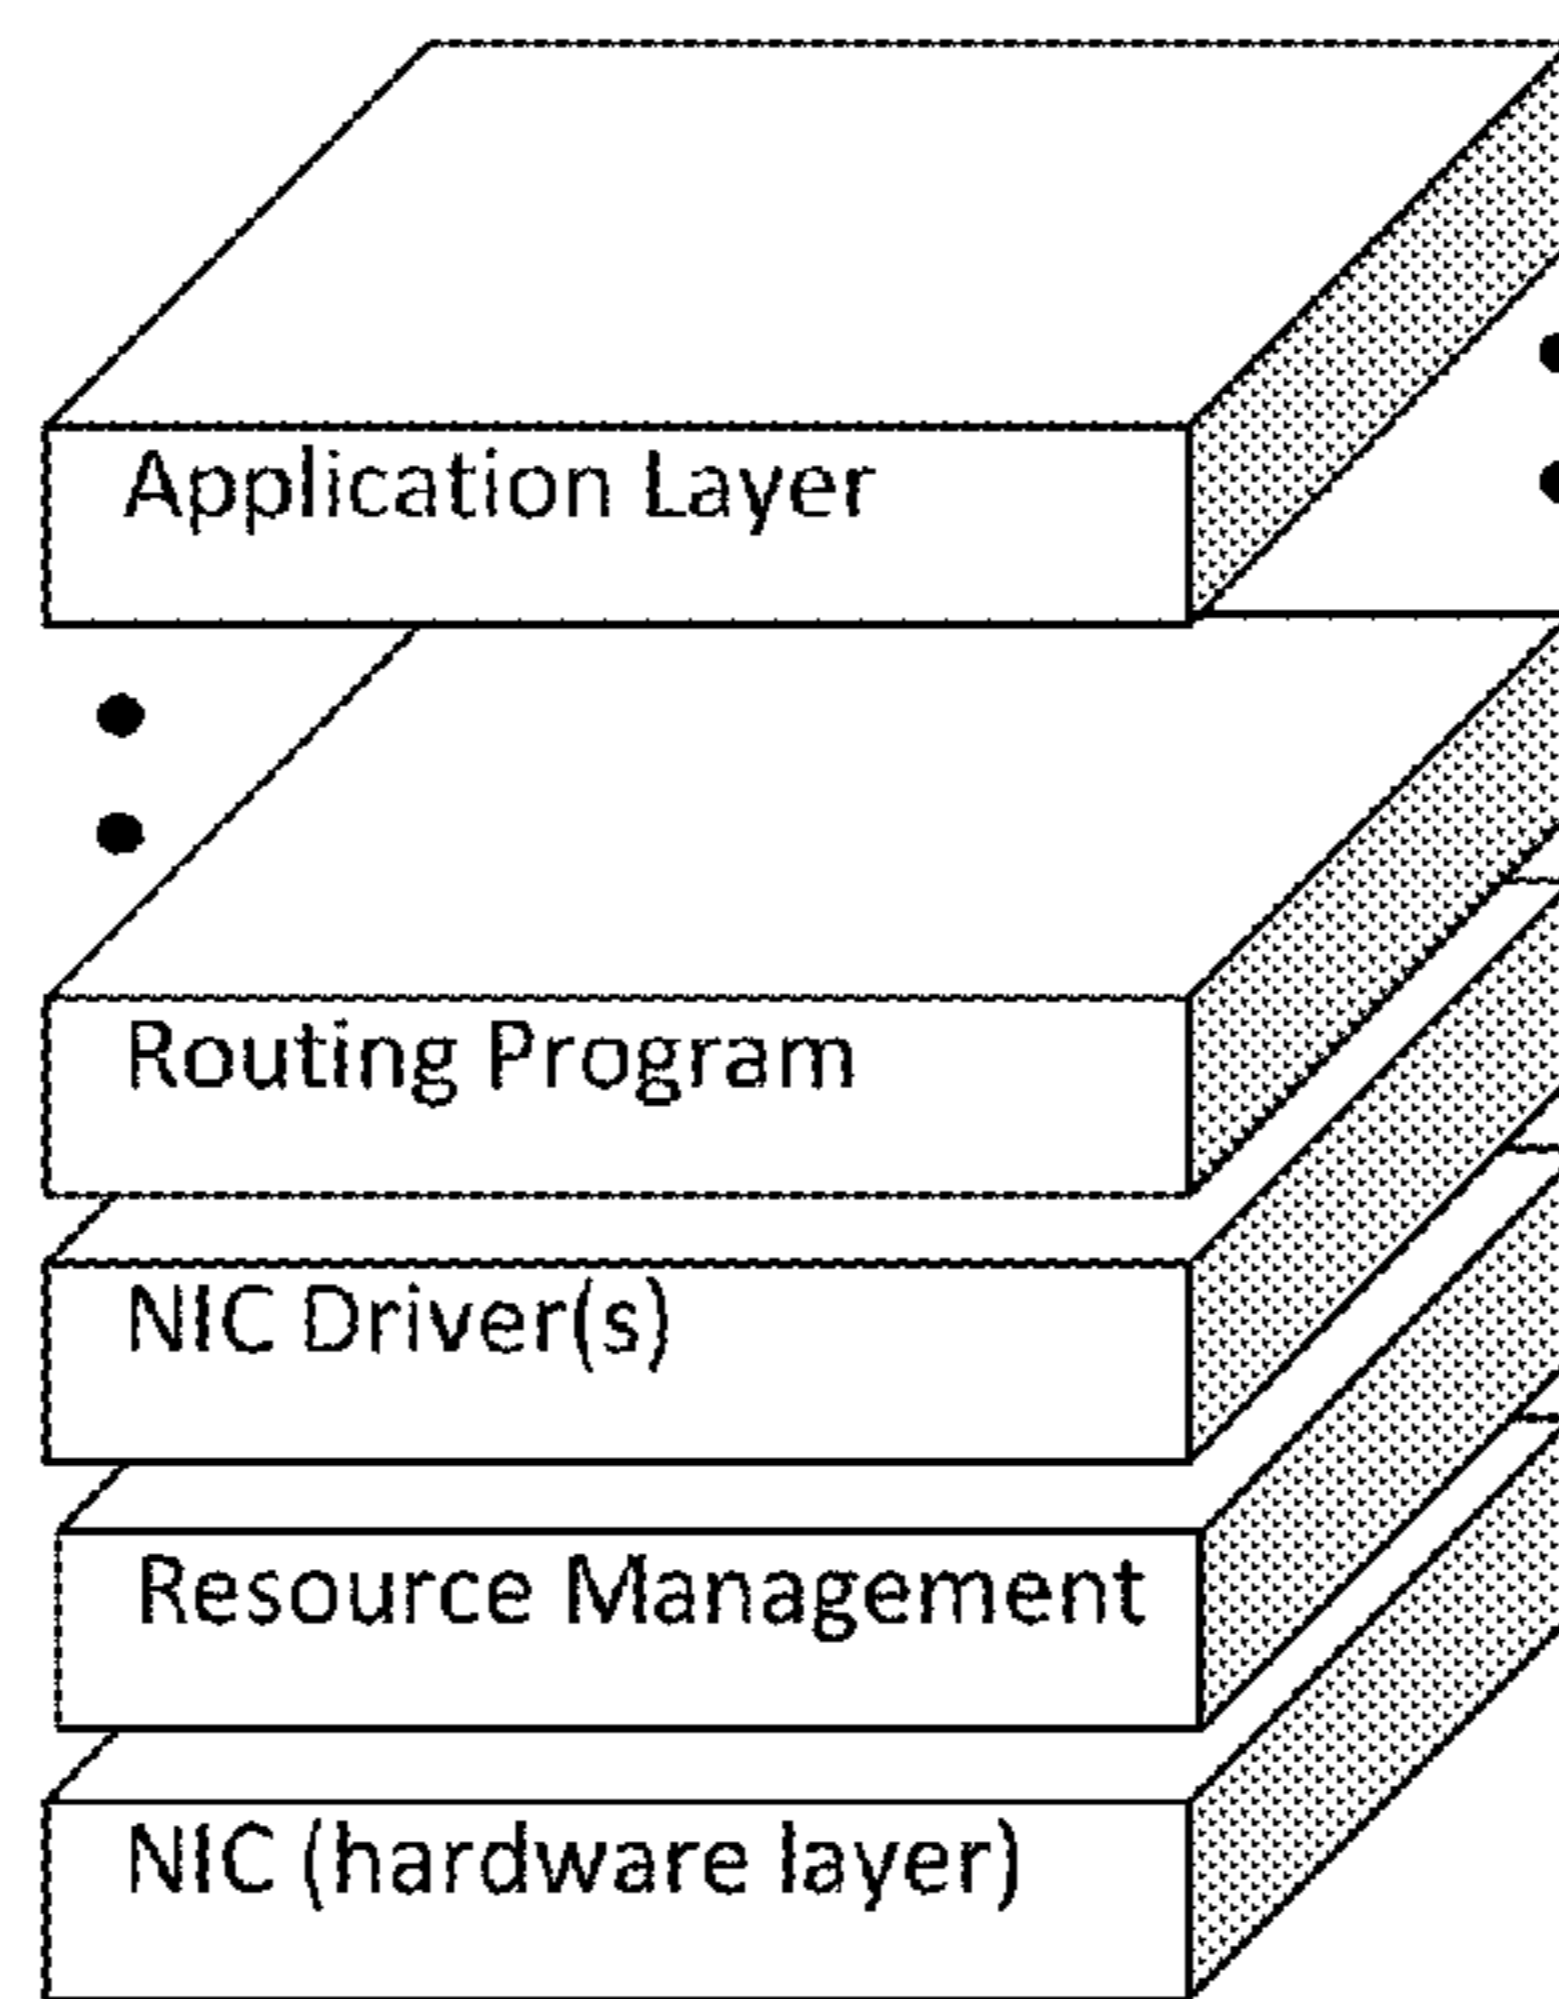 Application Layer
Routing Program
NIC Driver(s)
Resource Management
NIC (hardware layer)